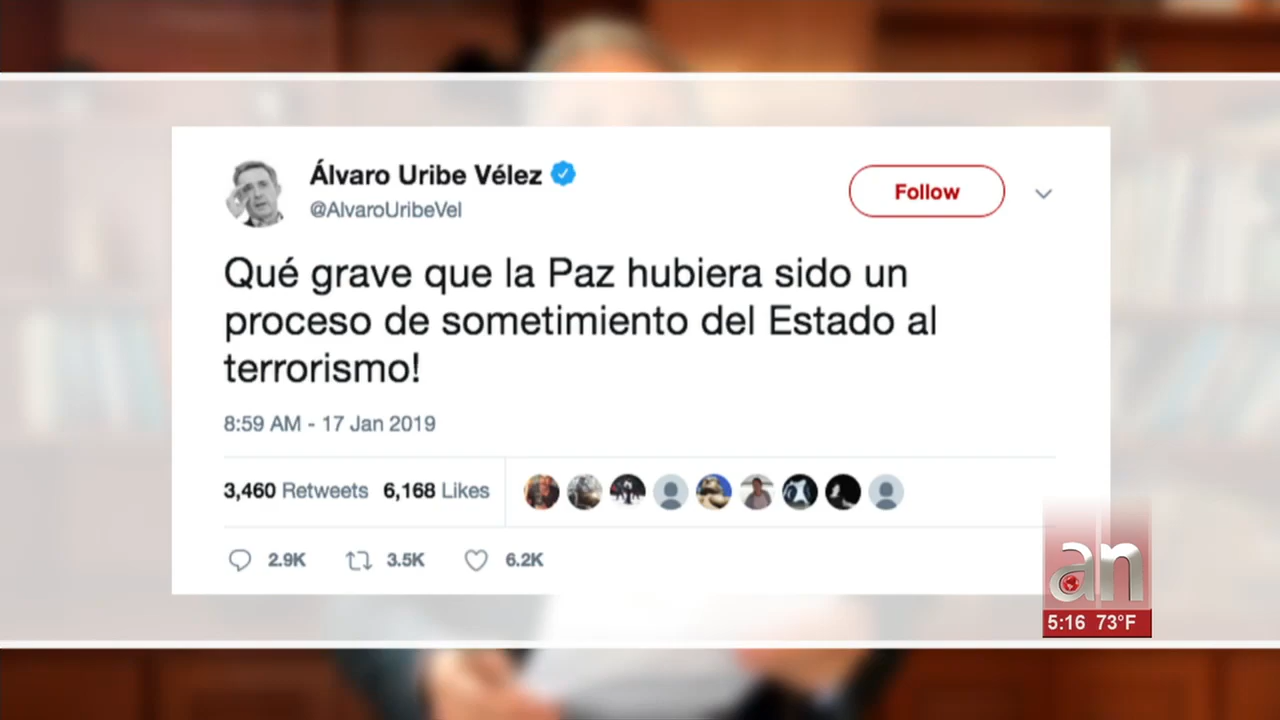 Álvaro Uribe Vélez
@AlvaroUribeVel
Follow
Qué grave que la Paz hubiera sido un
proceso de sometimiento del Estado al
terrorismo!
8:59 AM - 17 Jan 2019
3,460 Retweets 6,168 Likes
2.9K 3.5K 6.2K
an
5:16 73°F